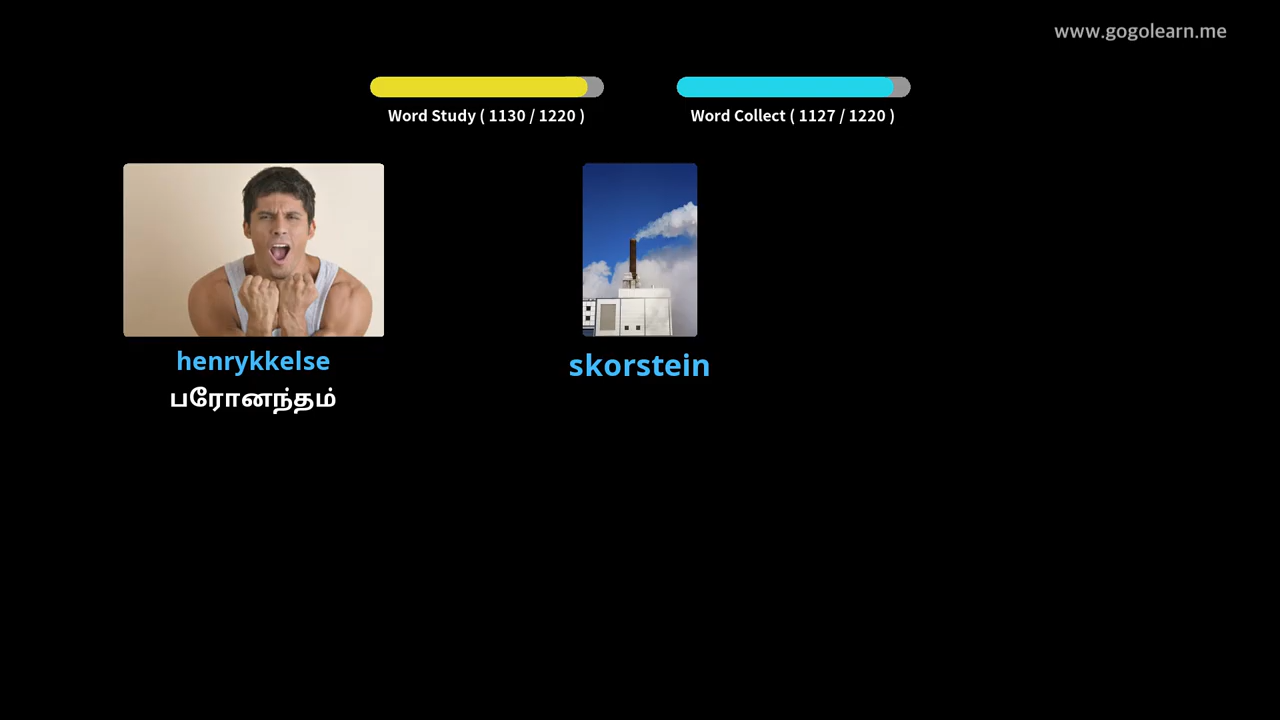 www.gogolearn.me
Word Study ( 1130 / 1220 )
Word Collect ( 1127 / 1220 )
henrykkelse
பரோனந்தம்
skorstein